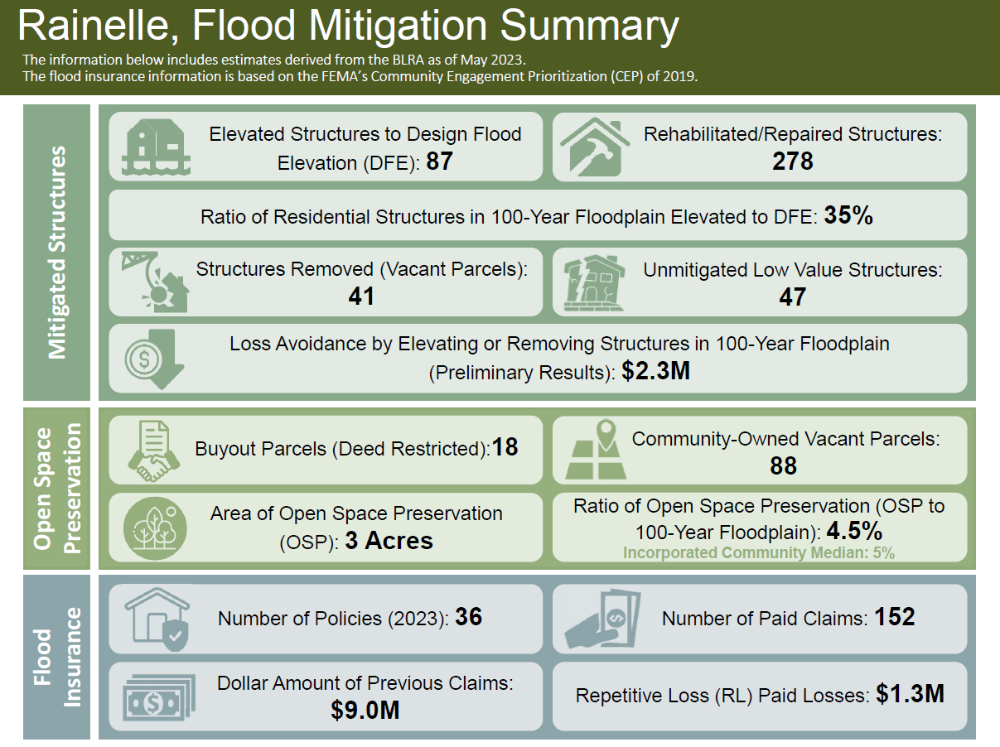 Rainelle, Flood Mitigation Summary
The information below includes estimates derived from the BLRA as of May 2023.
The flood insurance information is based on the FEMA's Community Engagement Prioritization (CEP) of 2019.
Mitigated Structures
Elevated Structures to Design Flood
Elevation (DFE): 87
Rehabilitated/Repaired Structures:
278
Ratio of Residential Structures in 100-Year Floodplain Elevated to DFE: 35%
Structures Removed (Vacant Parcels):
41
Unmitigated Low Value Structures:
47
Loss Avoidance by Elevating or Removing Structures in 100-Year Floodplain
(Preliminary Results): $2.3M
Open Space
Preservation
Buyout Parcels (Deed Restricted):18
Community-Owned Vacant Parcels:
88
Area of Open Space Preservation
(OSP): 3 Acres
Ratio of Open Space Preservation (OSP to
100-Year Floodplain): 4.5%
Incorporated Community Median: 5%
Flood
Insurance
Number of Policies (2023): 36
Number of Paid Claims: 152
Dollar Amount of Previous Claims:
$9.0M
Repetitive Loss (RL) Paid Losses: $1.3M